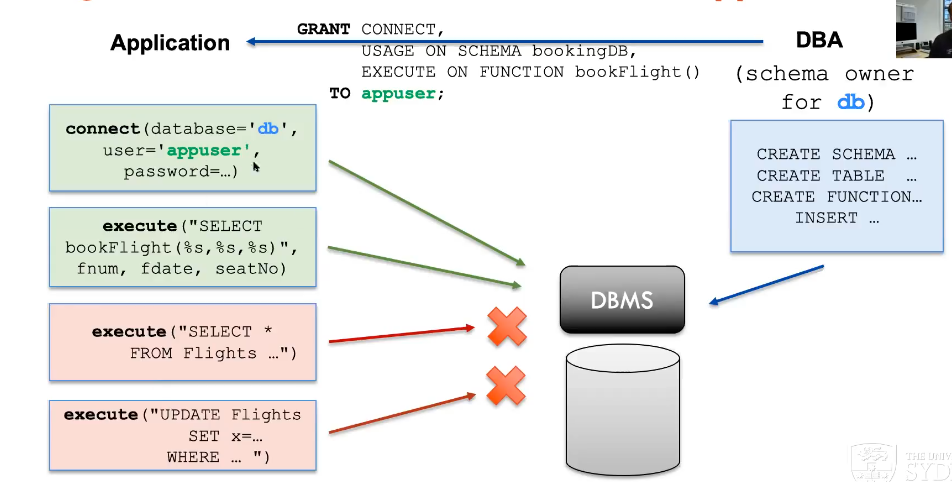 GRANT CONNECT,
Application
DBA
USAGE ON SCHEMA bookingDB,
EXECUTE ON FUNCTION bookFlight()
TO appuser;
(schema owner
for db)
connect(database='db',
user='appuser',
password=…)
CREATE SCHEMA …
CREATE TABLE …
CREATE FUNCTION…
INSERT …
execute("SELECT
bookFlight(%s,%s,%s)",
fnum, fdate, seatNo)
DBMS
execute("SELECT *
FROM Flights …")
execute("UPDATE Flights
SET x=…
WHERE … ")
THE UNIV
SYD